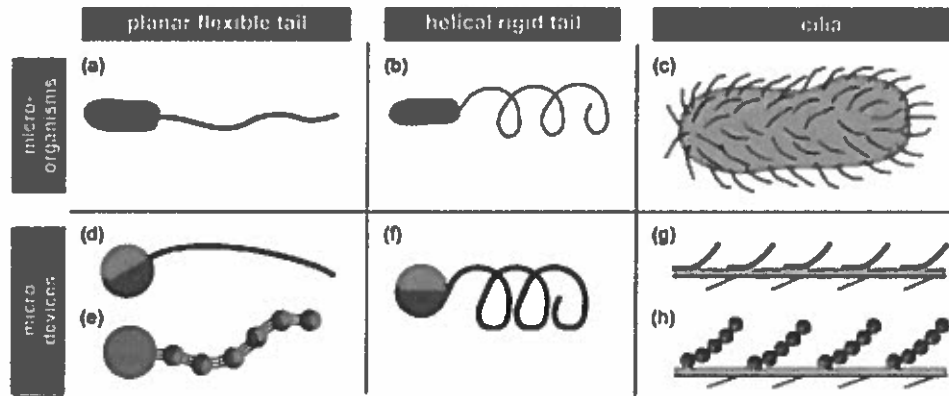 planar flexible tail
helical rigid tail
cilia
micro-
organisms
(a)
(b)
(c)
micro
devices
(d)
(e)
(f)
(g)
(h)